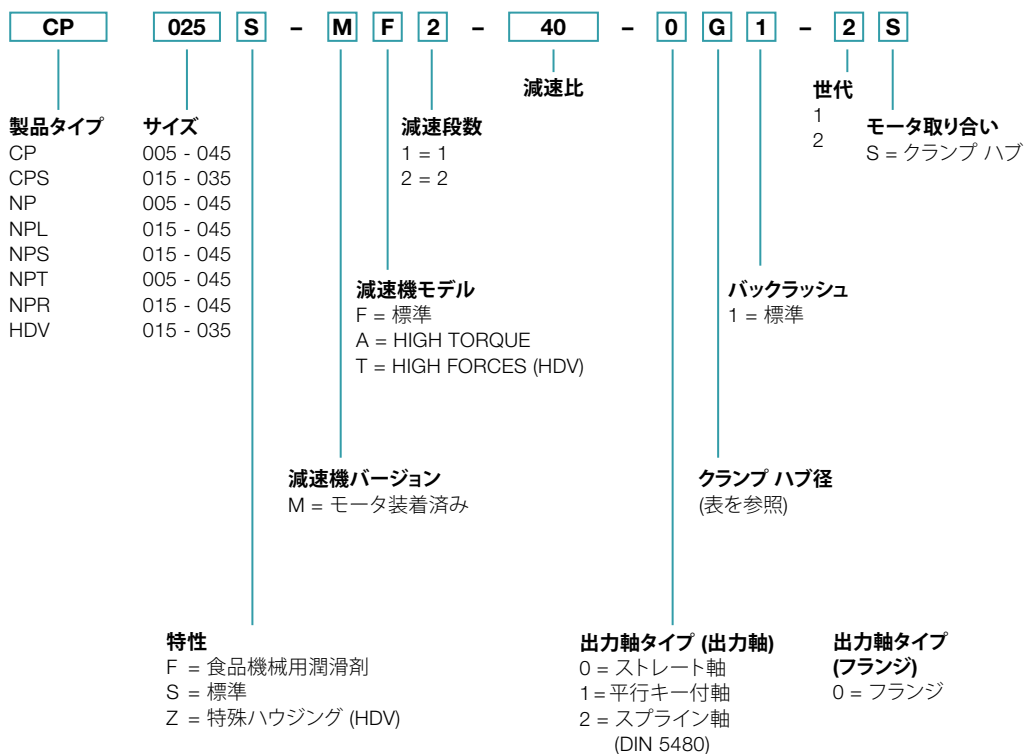 CP 025 S – M F 2 – 40 – 0 G 1 – 2 S
減速比
世代
1
2
モータ取り合い
S = クランプ ハブ
製品タイプ サイズ
CP 005 - 045
CPS 015 - 035
NP 005 - 045
NPL 015 - 045
NPS 015 - 045
NPT 005 - 045
NPR 015 - 045
HDV 015 - 035
減速段数
1 = 1
2 = 2
減速機モデル
F = 標準
A = HIGH TORQUE
T = HIGH FORCES (HDV)
バックラッシュ
1 = 標準
減速機バージョン
M = モータ装着済み
クランプ ハブ径
(表を参照)
特性
F = 食品機械用潤滑剤
S = 標準
Z = 特殊ハウジング (HDV)
出力軸タイプ (出力軸)
0 = ストレート軸
1 = 平行キー付軸
2 = スプライン軸
(DIN 5480)
出力軸タイプ
(フランジ)
0 = フランジ